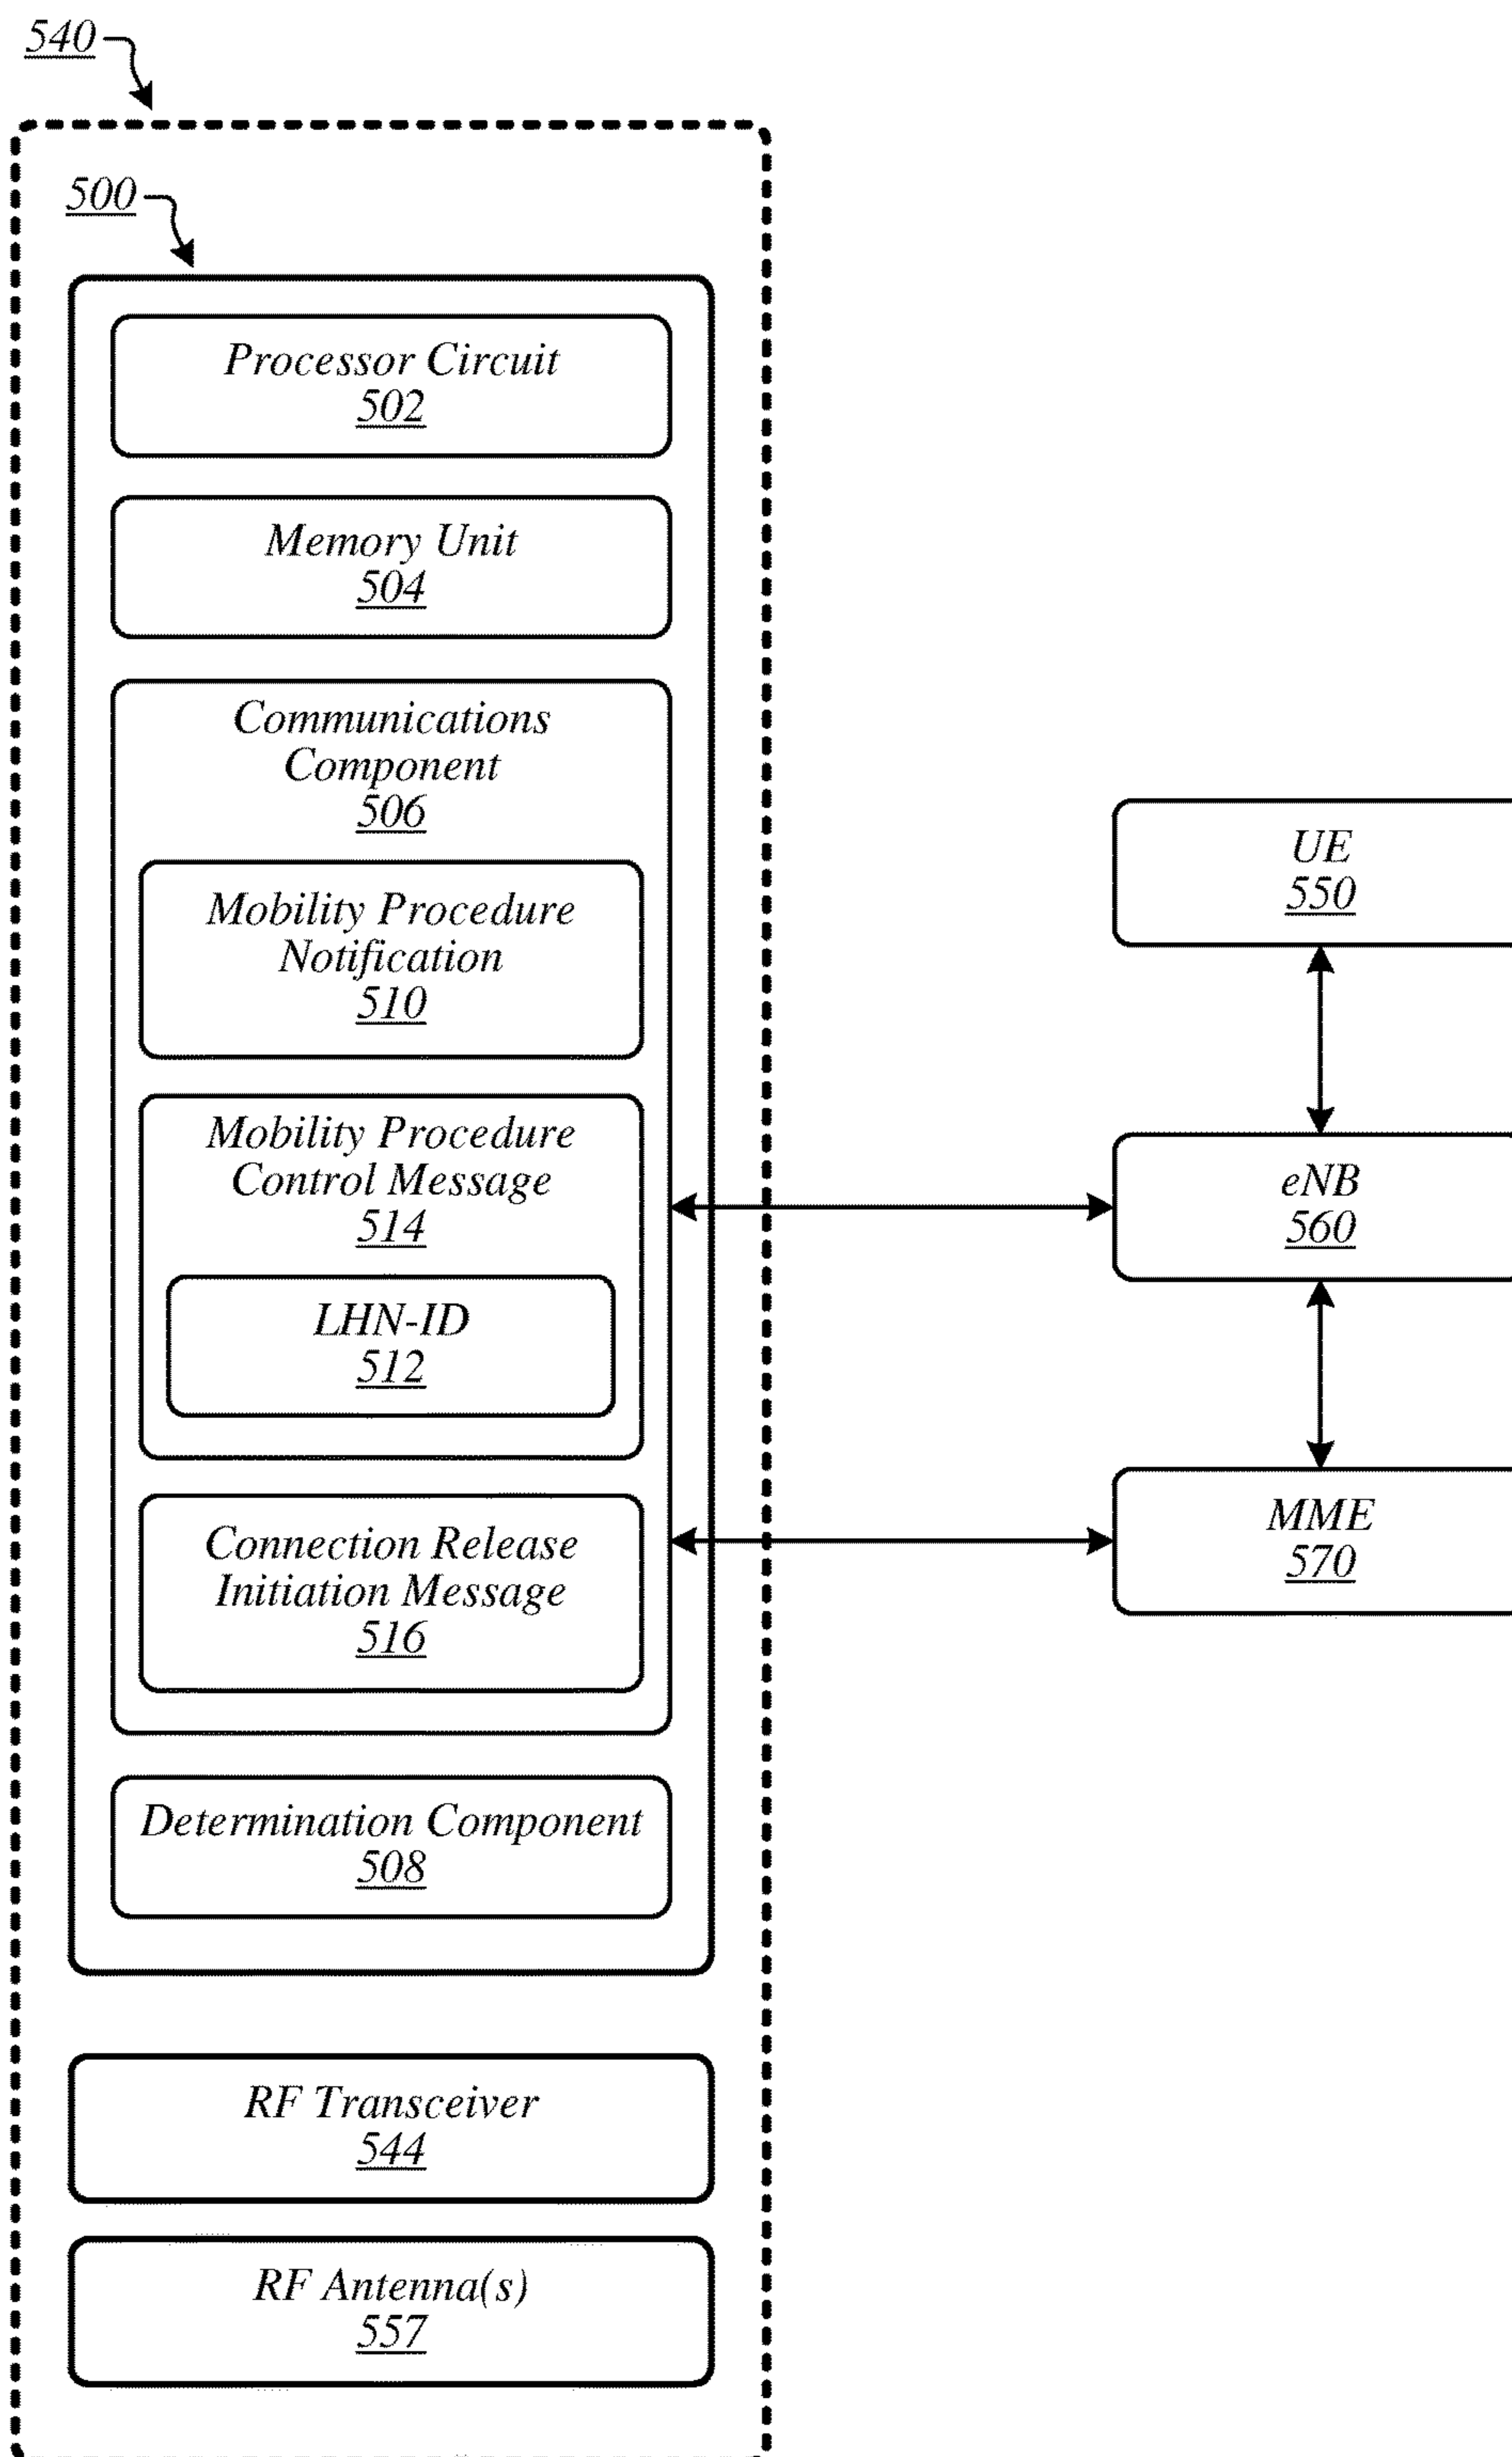 540
500
Processor Circuit
502
Memory Unit
504
Communications
Component
506
Mobility Procedure
Notification
510
Mobility Procedure
Control Message
514
LHN-ID
512
Connection Release
Initiation Message
516
Determination Component
508
RF Transceiver
544
RF Antenna(s)
557
UE
550
eNB
560
MME
570